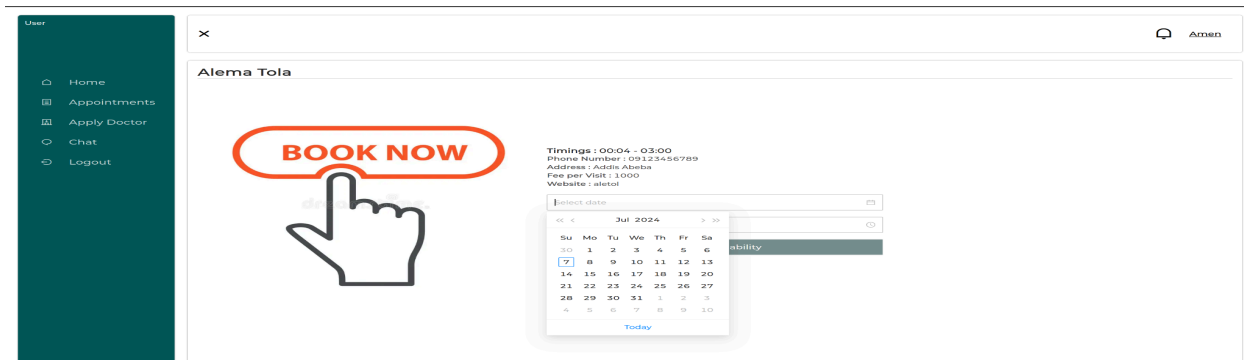 User
Amen
Home
Appointments
Apply Doctor
Chat
Logout
Alema Tola
BOOK NOW
Timings : 00:04 - 03:00
Phone Number : 09123456789
Address : Addis Abeba
Fee per Visit : 1000
Website : aletol
Select date
Jul 2024
Su Mo Tu We Th Fr Sa
30 1 2 3 4 5 6
7 8 9 10 11 12 13
14 15 16 17 18 19 20
21 22 23 24 25 26 27
28 29 30 31 1 2 3
4 5 6 7 8 9 10
Today
ability